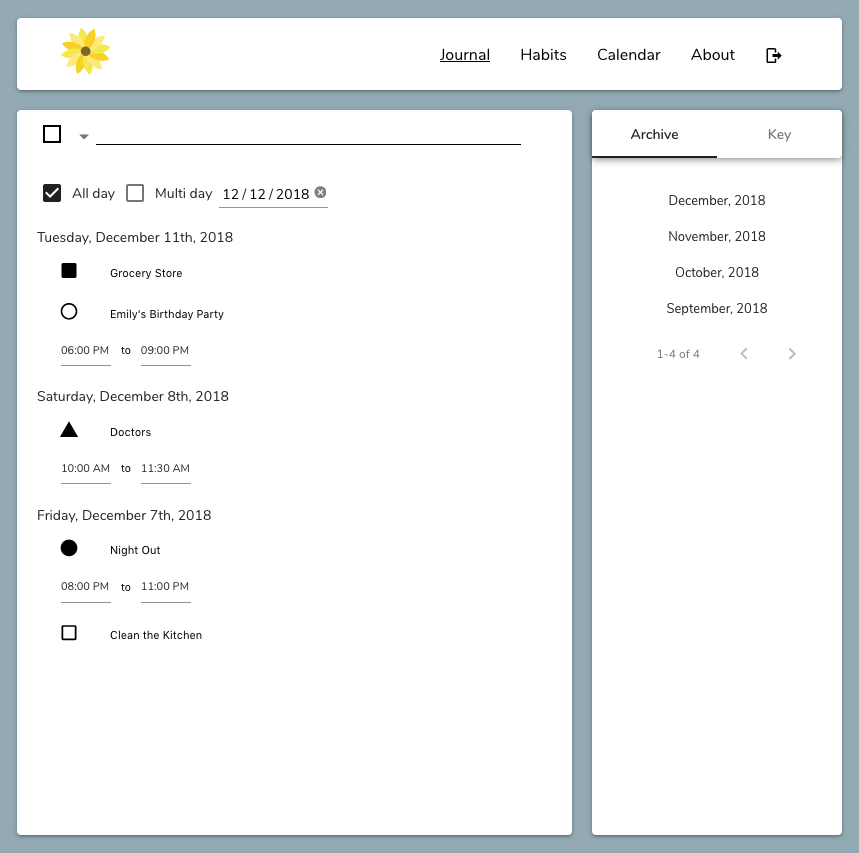 Journal Habits Calendar About
All day Multi day 12 / 12 / 2018
Tuesday, December 11th, 2018
Grocery Store
Emily's Birthday Party
06:00 PM to 09:00 PM
Saturday, December 8th, 2018
Doctors
10:00 AM to 11:30 AM
Friday, December 7th, 2018
Night Out
08:00 PM to 11:00 PM
Clean the Kitchen
Archive Key
December, 2018
November, 2018
October, 2018
September, 2018
1-4 of 4